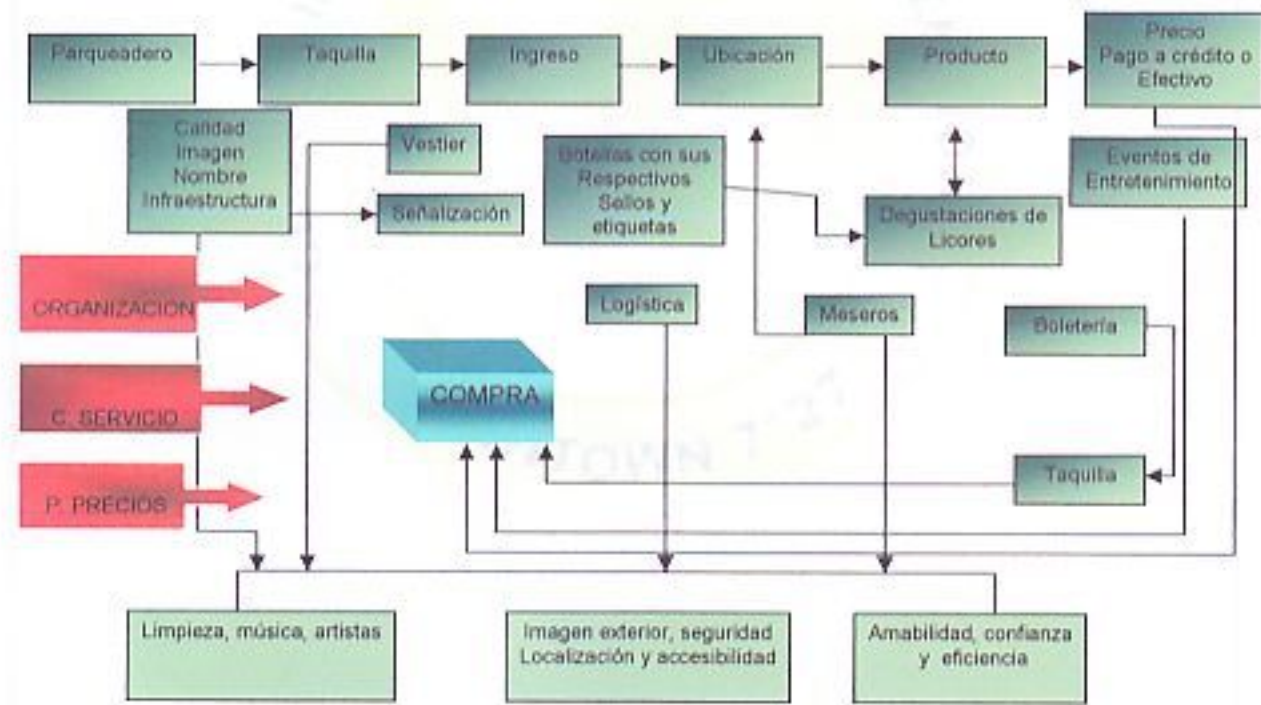 Parqueadero
Taquilla
Ingreso
Ubicación
Producto
Precio
Pago a crédito o
Efectivo
Calidad
Imagen
Nombre
Infraestructura
Vestier
Señalización
Botellas con sus
Respectivos
Sellos y
etiquetas
Degustaciones de
Licores
Eventos de
Entretenimiento
ORGANIZACIÓN
Logística
Meseros
Boletería
C. SERVICIO
COMPRA
P. PRECIOS
Taquilla
Limpieza, música, artistas
Imagen exterior, seguridad
Localización y accesibilidad
Amabilidad, confianza
y eficiencia